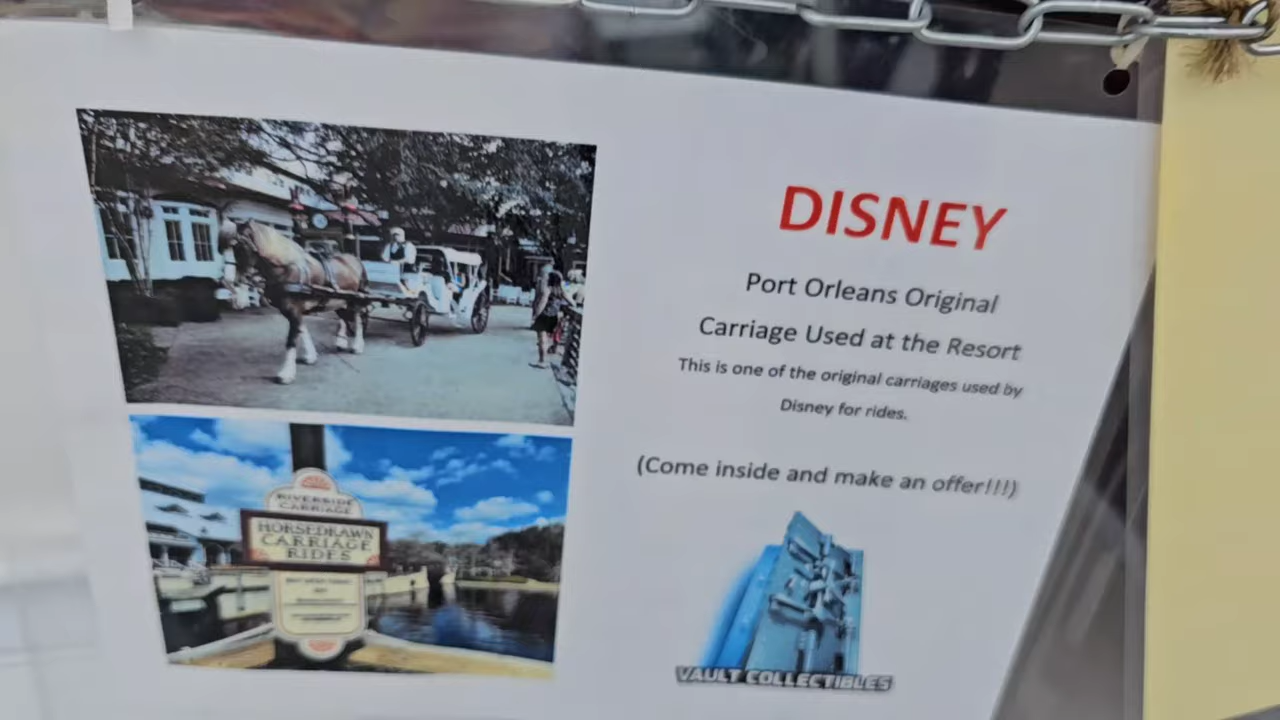 DISNEY
Port Orleans Original
Carriage Used at the Resort
This is one of the original carriages used by
Disney for rides.
(Come inside and make an offer!!!)
RIVERSIDE
CARRIAGE
HORSEDRAWN
CARRIAGE
RIDES
VAULT COLLECTIBLES